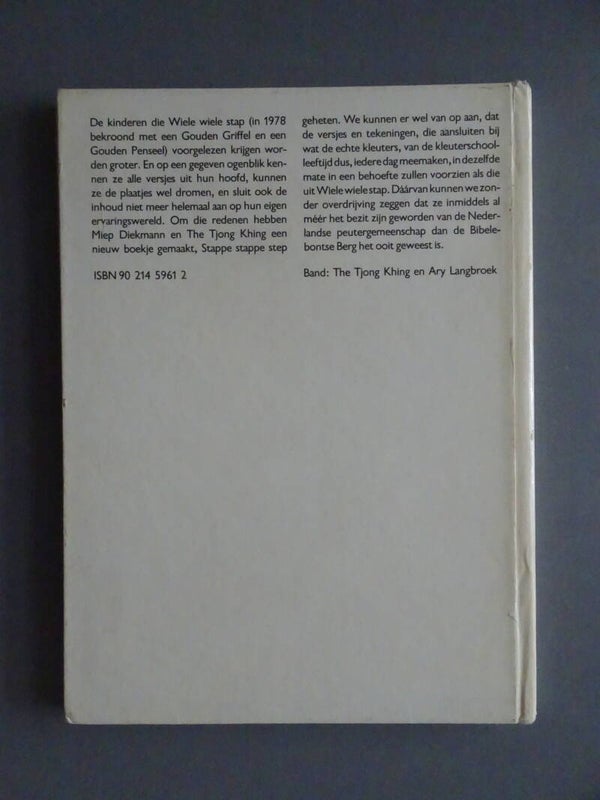 De kinderen die Wiele wiele stap (in 1978
bekroond met een Gouden Griffel en een
Gouden Penseel) voorgelezen krijgen wor-
den groter. En op een gegeven ogenblik ken-
nen ze alle versjes uit hun hoofd, kunnen
ze de plaatjes wel dromen, en sluit ook de
inhoud niet meer helemaal aan op hun eigen
ervaringswereld. Om die redenen hebben
Miep Diekmann en The Tjong Khing een
nieuw boekje gemaakt, Stappe stappe step
ISBN 90 214 5961 2
geheten. We kunnen er wel van op aan, dat
de versjes en tekeningen, die aansluiten bij
wat de echte kleuters, van de kleuterschool-
leeftijd dus, iedere dag meemaken, in dezelfde
mate in een behoefte zullen voorzien als die
uit Wiele wiele stap. Dáárvan kunnen we zon-
der overdrijving zeggen dat ze inmiddels al
méér het bezit zijn geworden van de Neder-
landse peutergemeenschap dan de Bibele-
bontse Berg het ooit geweest is.
Band: The Tjong Khing en Ary Langbroek